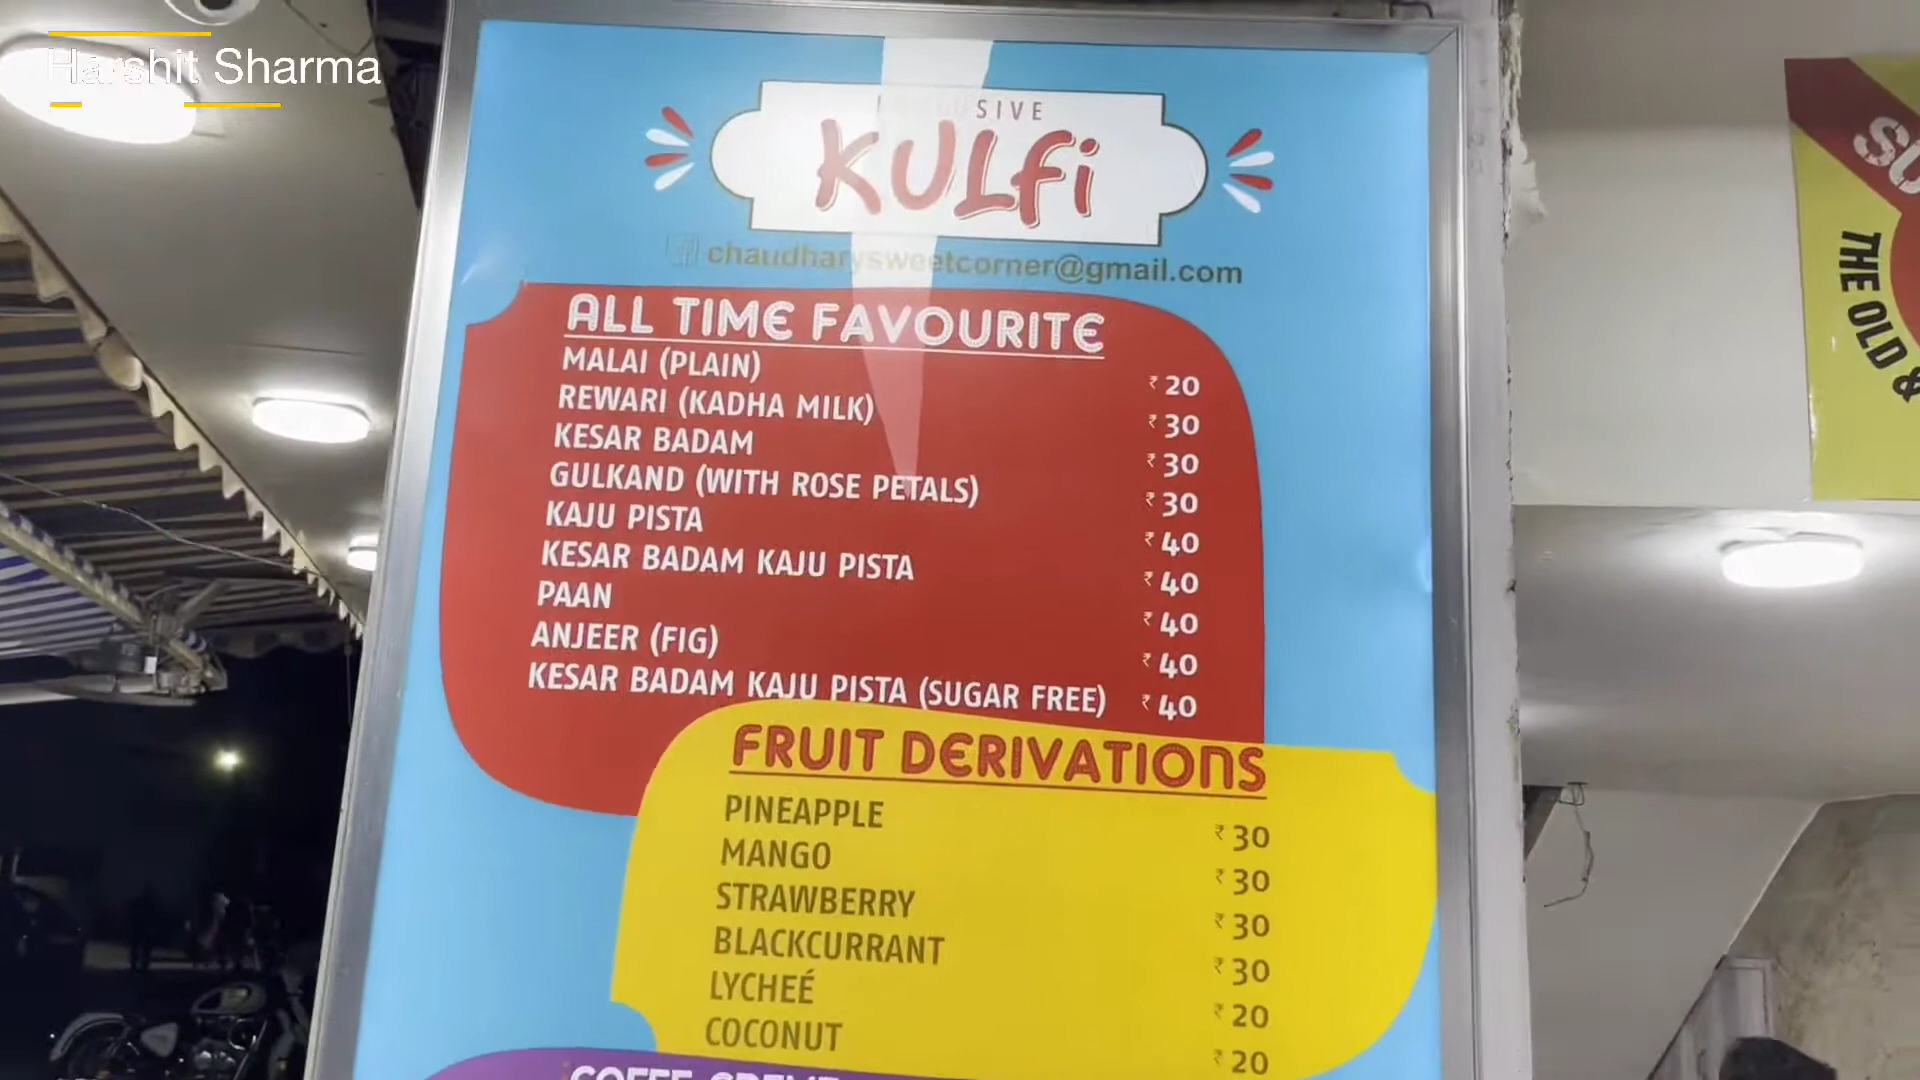 Harshit Sharma
SIVE
KULFi
chaudharysweetcorner@gmail.com
ALL TIME FAVOURITE
MALAI (PLAIN) ₹ 20
REWARI (KADHA MILK) ₹ 30
KESAR BADAM ₹ 30
GULKAND (WITH ROSE PETALS) ₹ 30
KAJU PISTA ₹ 40
KESAR BADAM KAJU PISTA ₹ 40
PAAN ₹ 40
ANJEER (FIG) ₹ 40
KESAR BADAM KAJU PISTA (SUGAR FREE) ₹ 40
FRUIT DERIVATIONS
PINEAPPLE ₹ 30
MANGO ₹ 30
STRAWBERRY ₹ 30
BLACKCURRANT ₹ 30
LYCHEÉ ₹ 20
COCONUT ₹ 20
THE OLD &